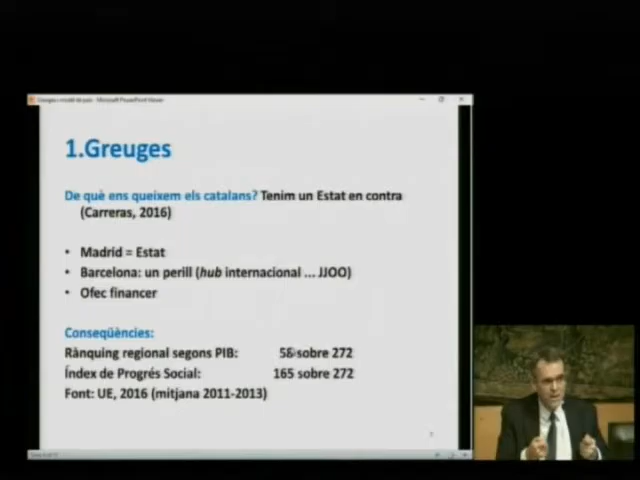 1.Greuges
De què ens queixem els catalans? Tenim un Estat en contra
(Carreras, 2016)
• Madrid = Estat
• Barcelona: un perill (hub internacional ... JJOO)
• Ofec financer
Conseqüències:
Rànquing regional segons PIB: 58 sobre 272
Índex de Progrés Social: 165 sobre 272
Font: UE, 2016 (mitjana 2011-2013)